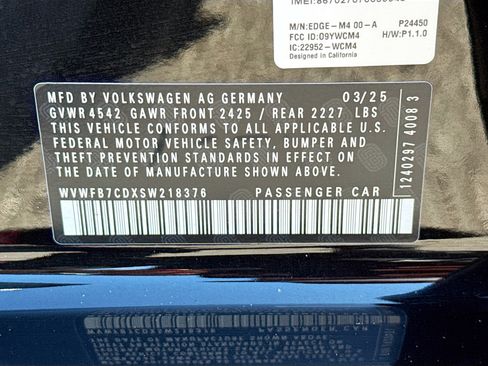 M/N:EDGE-M4 00-A P24450
FCC ID:O9YWCM4 H/W:P1.1.0
IC:22952-WCM4
Designed in California
MFD BY VOLKSWAGEN AG GERMANY 03/25
GVWR 4542 GAWR FRONT 2425 / REAR 2227 LBS
THIS VEHICLE CONFORMS TO ALL APPLICABLE U.S.
FEDERAL MOTOR VEHICLE SAFETY, BUMPER, AND
THEFT PREVENTION STANDARDS IN EFFECT ON
THE DATE OF MANUFACTURE SHOWN ABOVE.
WVWFB7CDXSW218376 PASSENGER CAR
1240297 40083